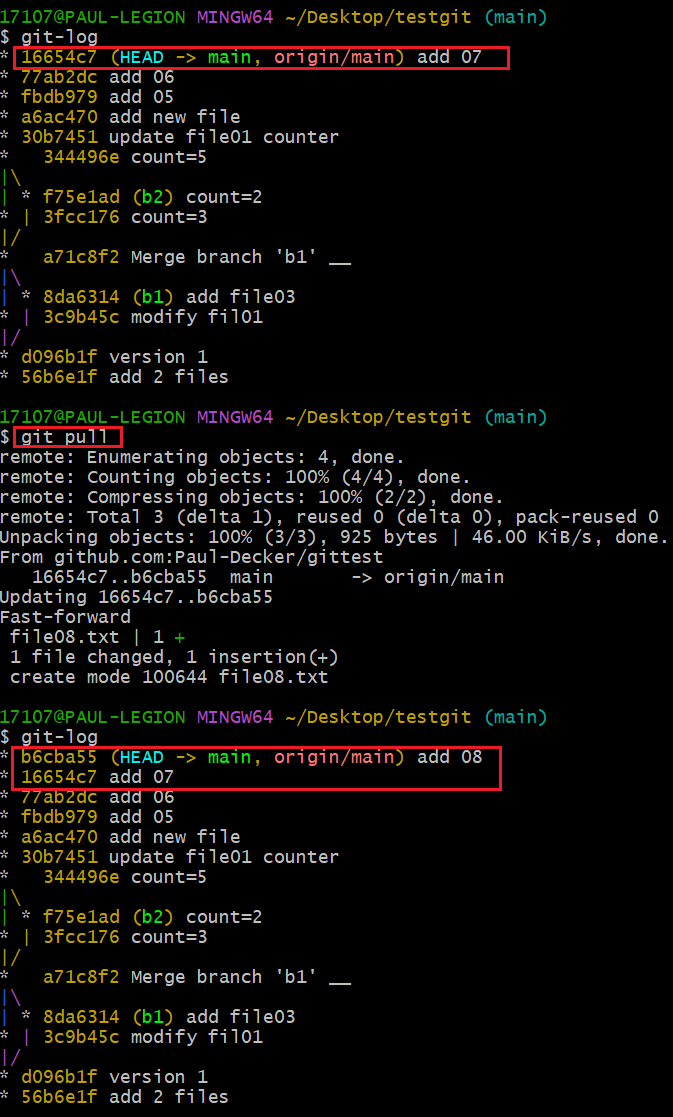 17107@PAUL-LEGION MINGW64 ~/Desktop/testgit (main)
$ git-log
* 16654c7 (HEAD -> main, origin/main) add 07
* 77ab2dc add 06
* fbdb979 add 05
* a6ac470 add new file
* 30b7451 update file01 counter
*   344496e count=5
|\
| * f75e1ad (b2) count=2
* | 3fcc176 count=3
|/
*   a71c8f2 Merge branch 'b1' __
|\
| * 8da6314 (b1) add file03
* | 3c9b45c modify fil01
|/
* d096b1f version 1
* 56b6e1f add 2 files
17107@PAUL-LEGION MINGW64 ~/Desktop/testgit (main)
$ git pull
remote: Enumerating objects: 4, done.
remote: Counting objects: 100% (4/4), done.
remote: Compressing objects: 100% (2/2), done.
remote: Total 3 (delta 1), reused 0 (delta 0), pack-reused 0
Unpacking objects: 100% (3/3), 925 bytes | 46.00 KiB/s, done.
From github.com:Paul-Decker/gittest
   16654c7..b6cba55  main       -> origin/main
Updating 16654c7..b6cba55
Fast-forward
 file08.txt | 1 +
 1 file changed, 1 insertion(+)
 create mode 100644 file08.txt
17107@PAUL-LEGION MINGW64 ~/Desktop/testgit (main)
$ git-log
* b6cba55 (HEAD -> main, origin/main) add 08
* 16654c7 add 07
* 77ab2dc add 06
* fbdb979 add 05
* a6ac470 add new file
* 30b7451 update file01 counter
*   344496e count=5
|\
| * f75e1ad (b2) count=2
* | 3fcc176 count=3
|/
*   a71c8f2 Merge branch 'b1' __
|\
| * 8da6314 (b1) add file03
* | 3c9b45c modify fil01
|/
* d096b1f version 1
* 56b6e1f add 2 files